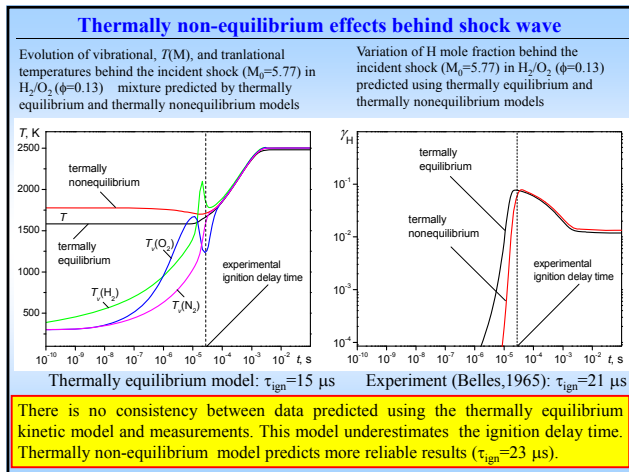 Thermally non-equilibrium effects behind shock wave
Evolution of vibrational, T(M), and tranlational
temperatures behind the incident shock (M₀=5.77) in
H₂/O₂ (ϕ=0.13) mixture predicted by thermally
equilibrium and thermally nonequilibrium models
Variation of H mole fraction behind the
incident shock (M₀=5.77) in H₂/O₂ (ϕ=0.13)
predicted using thermally equilibrium and
thermally nonequilibrium models
T, K
2500
2000
1500
1000
500
termally
nonequilibrium
T
termally
equilibrium
Tᵥ(O₂)
Tᵥ(H₂)
Tᵥ(N₂)
experimental
ignition delay time
10⁻¹⁰ 10⁻⁹ 10⁻⁸ 10⁻⁷ 10⁻⁶ 10⁻⁵ 10⁻⁴ 10⁻³ 10⁻² t, s
γH
10⁻¹
10⁻²
10⁻³
10⁻⁴
termally
equilibrium
termally
nonequilibrium
experimental
ignition delay time
10⁻¹⁰ 10⁻⁹ 10⁻⁸ 10⁻⁷ 10⁻⁶ 10⁻⁵ 10⁻⁴ 10⁻³ 10⁻² t, s
Thermally equilibrium model: τign=15 μs
Experiment (Belles,1965): τign=21 μs
There is no consistency between data predicted using the thermally equilibrium
kinetic model and measurements. This model underestimates the ignition delay time.
Thermally non-equilibrium model predicts more reliable results (τign=23 μs).